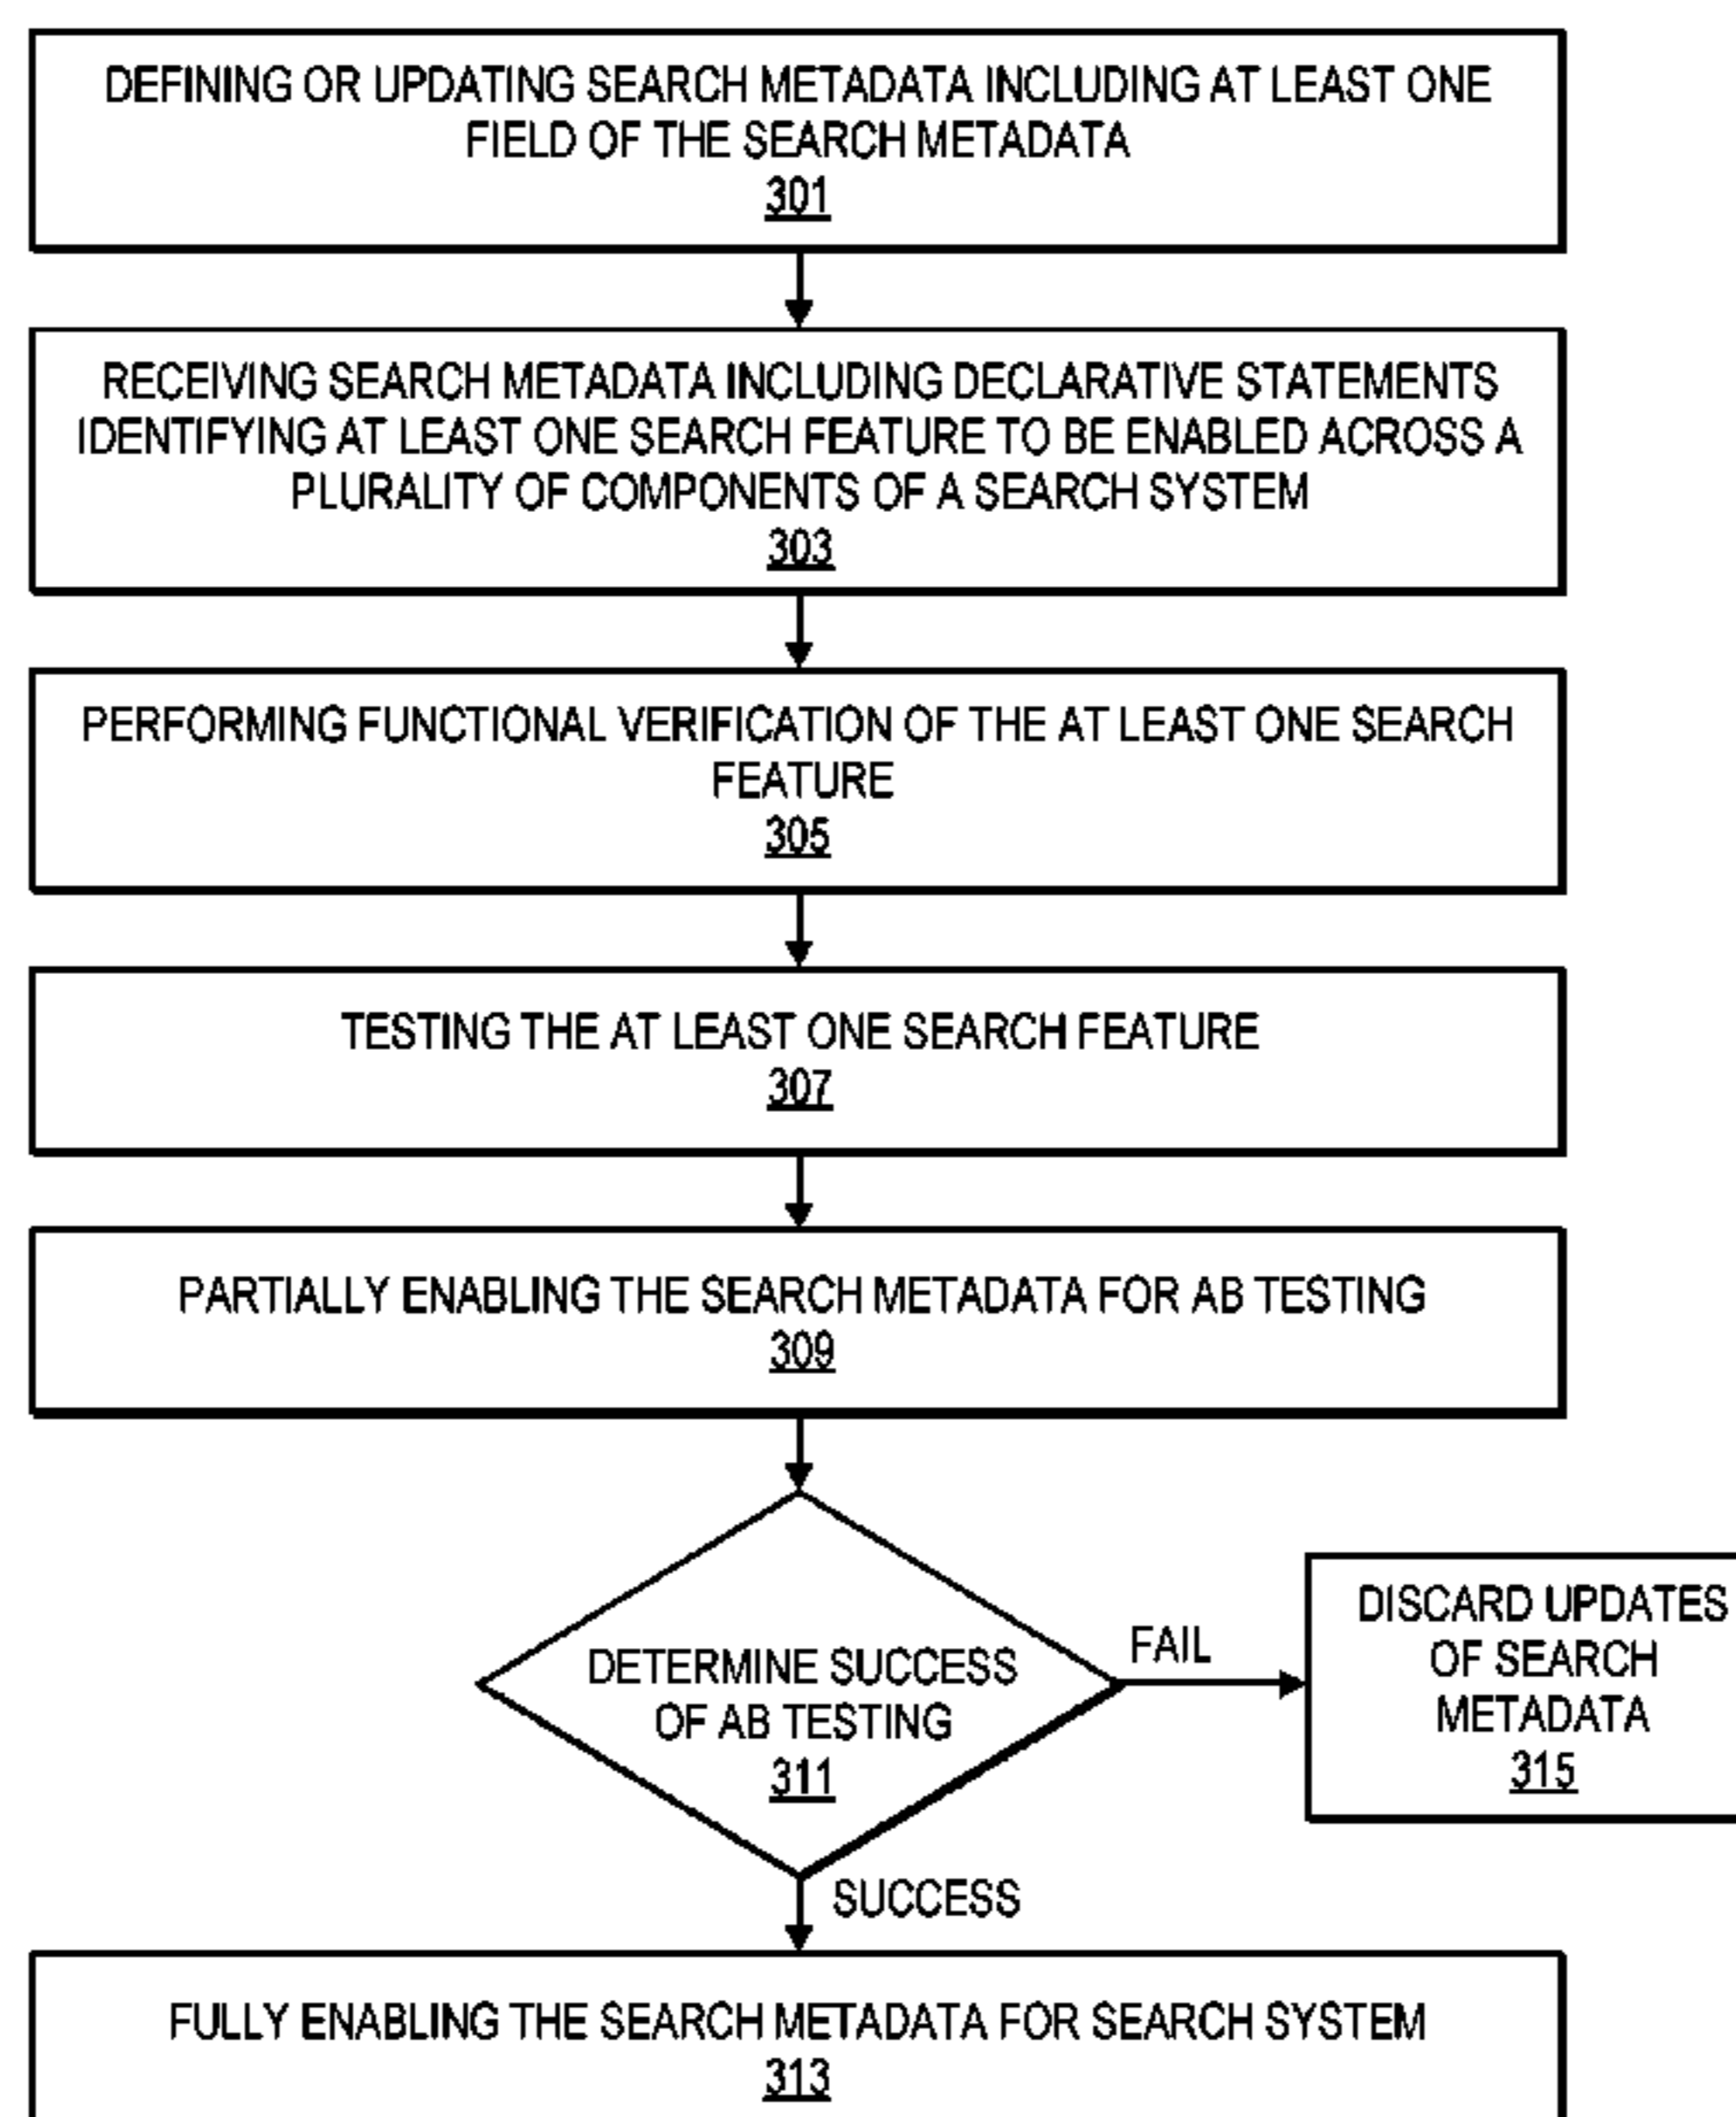 DEFINING OR UPDATING SEARCH METADATA INCLUDING AT LEAST ONE
FIELD OF THE SEARCH METADATA
301
RECEIVING SEARCH METADATA INCLUDING DECLARATIVE STATEMENTS
IDENTIFYING AT LEAST ONE SEARCH FEATURE TO BE ENABLED ACROSS A
PLURALITY OF COMPONENTS OF A SEARCH SYSTEM
303
PERFORMING FUNCTIONAL VERIFICATION OF THE AT LEAST ONE SEARCH
FEATURE
305
TESTING THE AT LEAST ONE SEARCH FEATURE
307
PARTIALLY ENABLING THE SEARCH METADATA FOR AB TESTING
309
DETERMINE SUCCESS
OF AB TESTING
311
FAIL
DISCARD UPDATES
OF SEARCH
METADATA
315
SUCCESS
FULLY ENABLING THE SEARCH METADATA FOR SEARCH SYSTEM
313